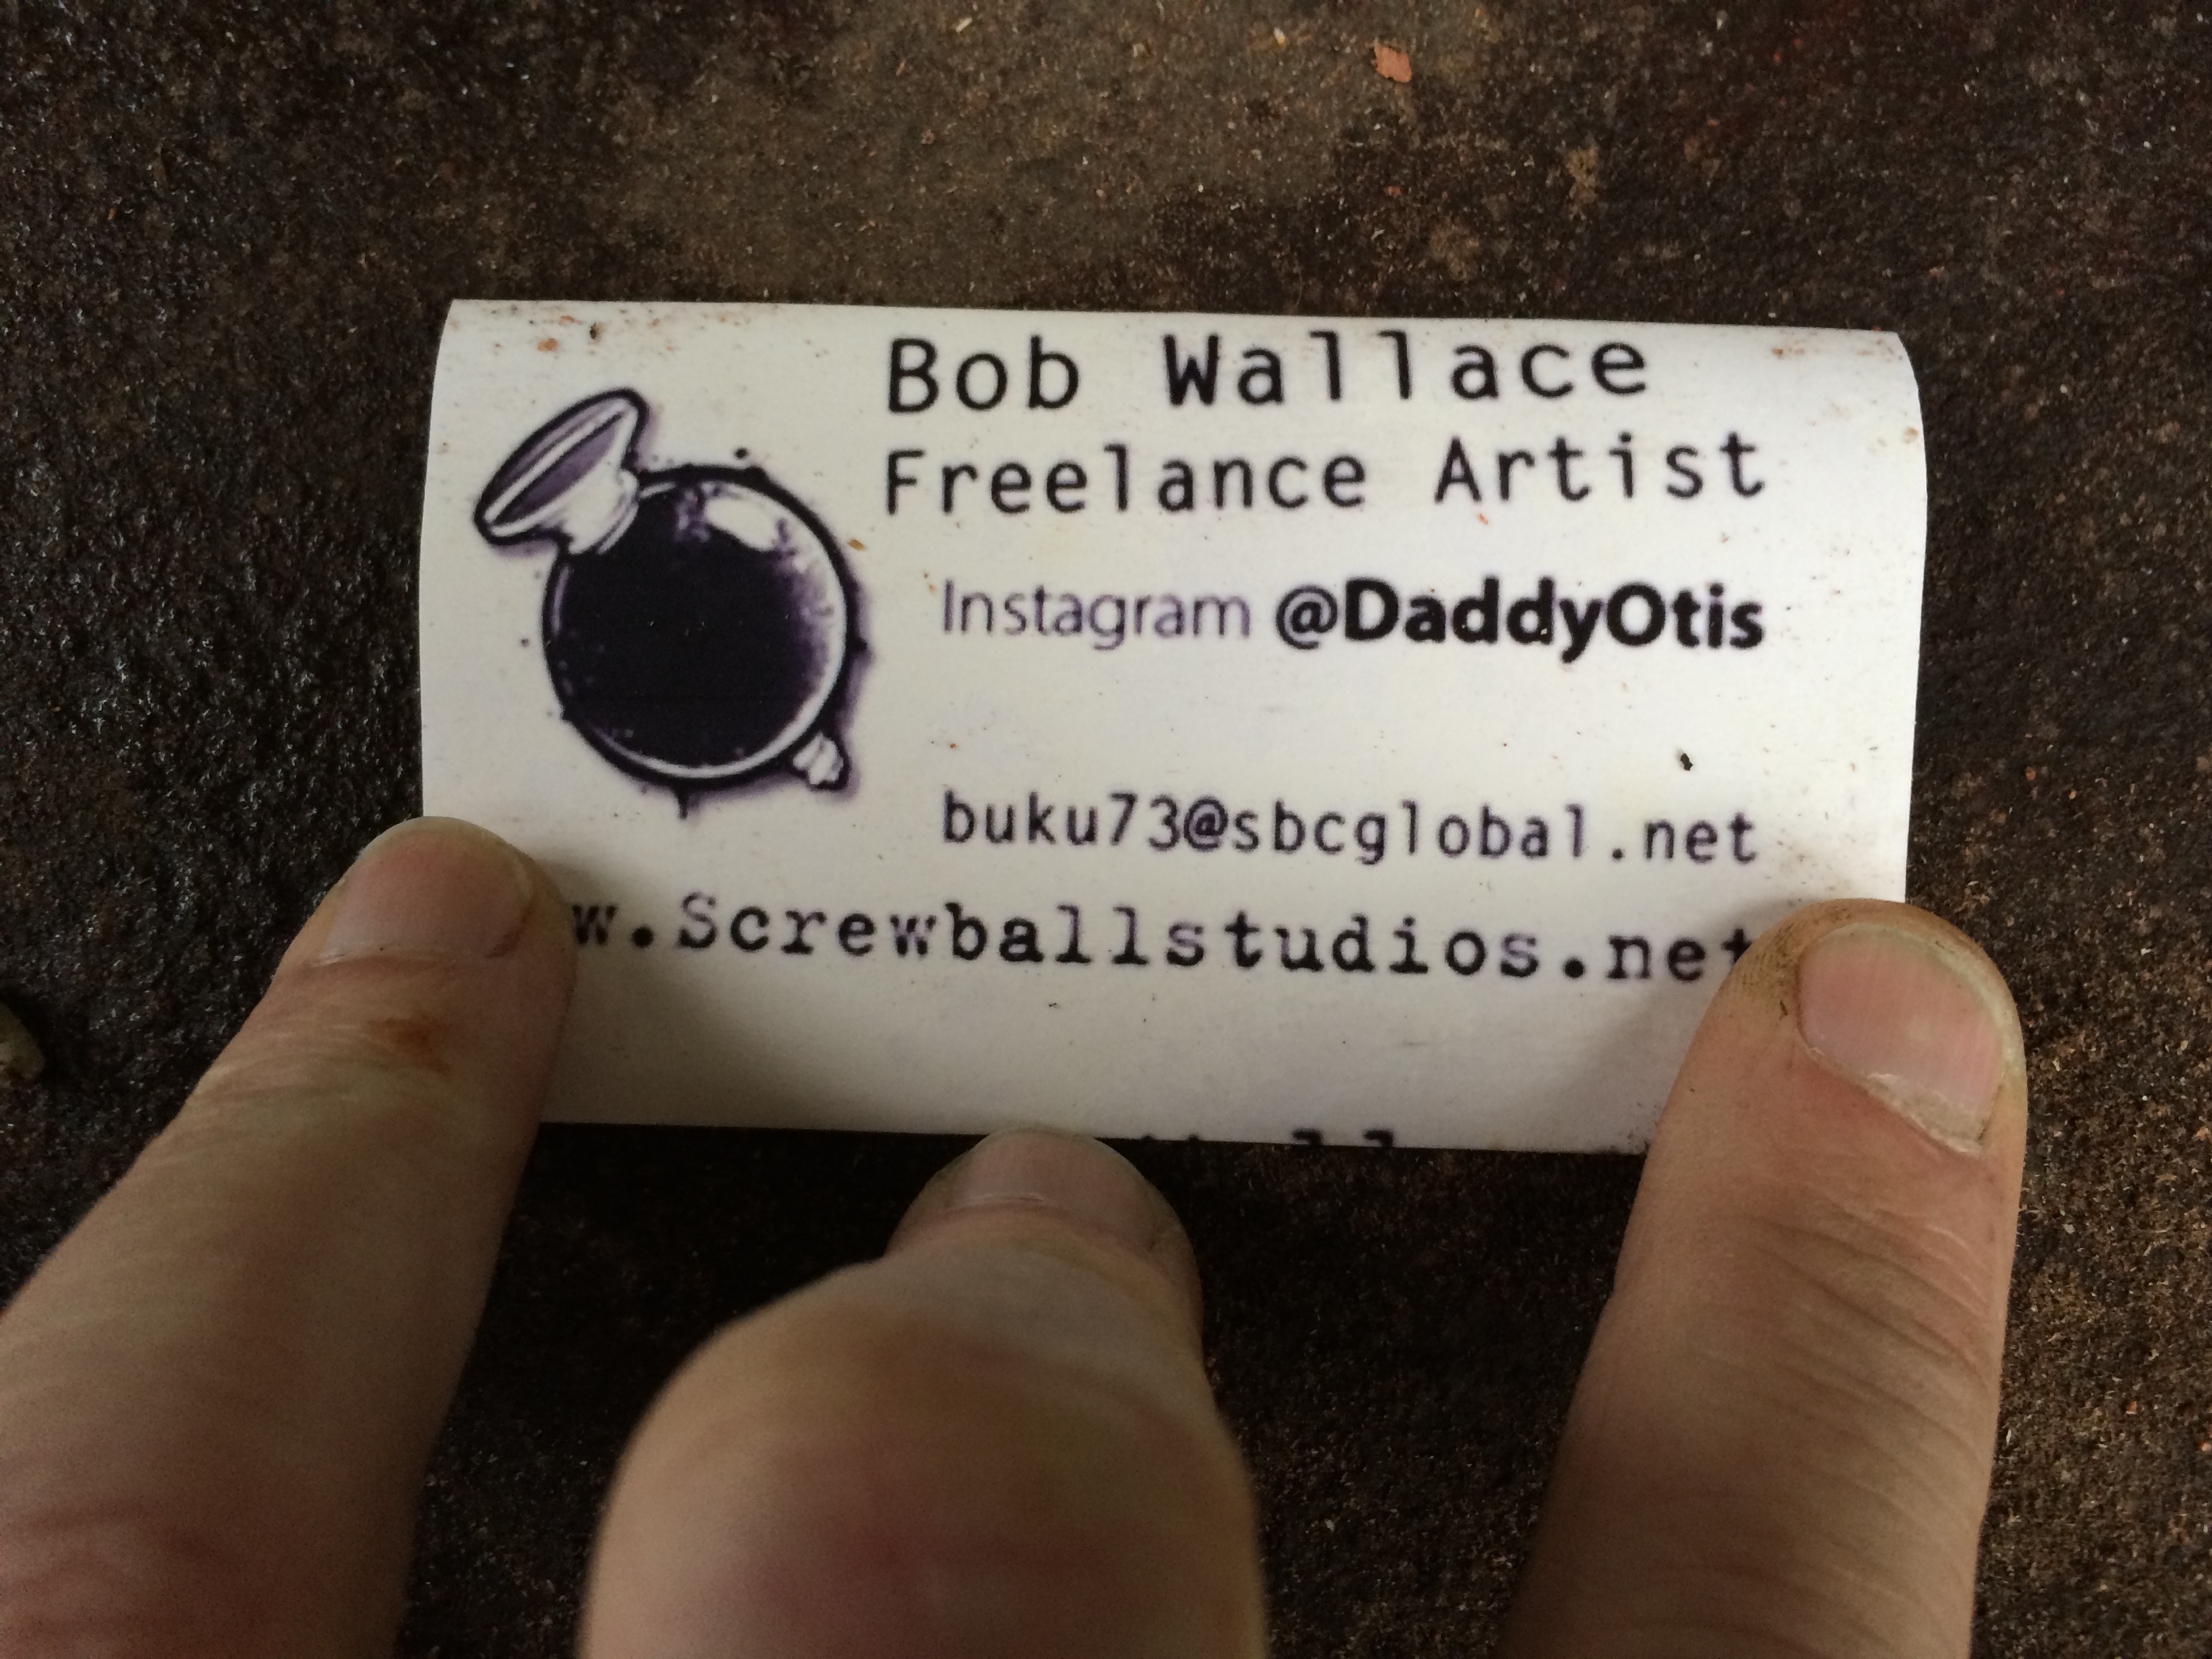 Bob Wallace
Freelance Artist
Instagram @DaddyOtis
buku73@sbcglobal.net
w.Screwballstudios.net